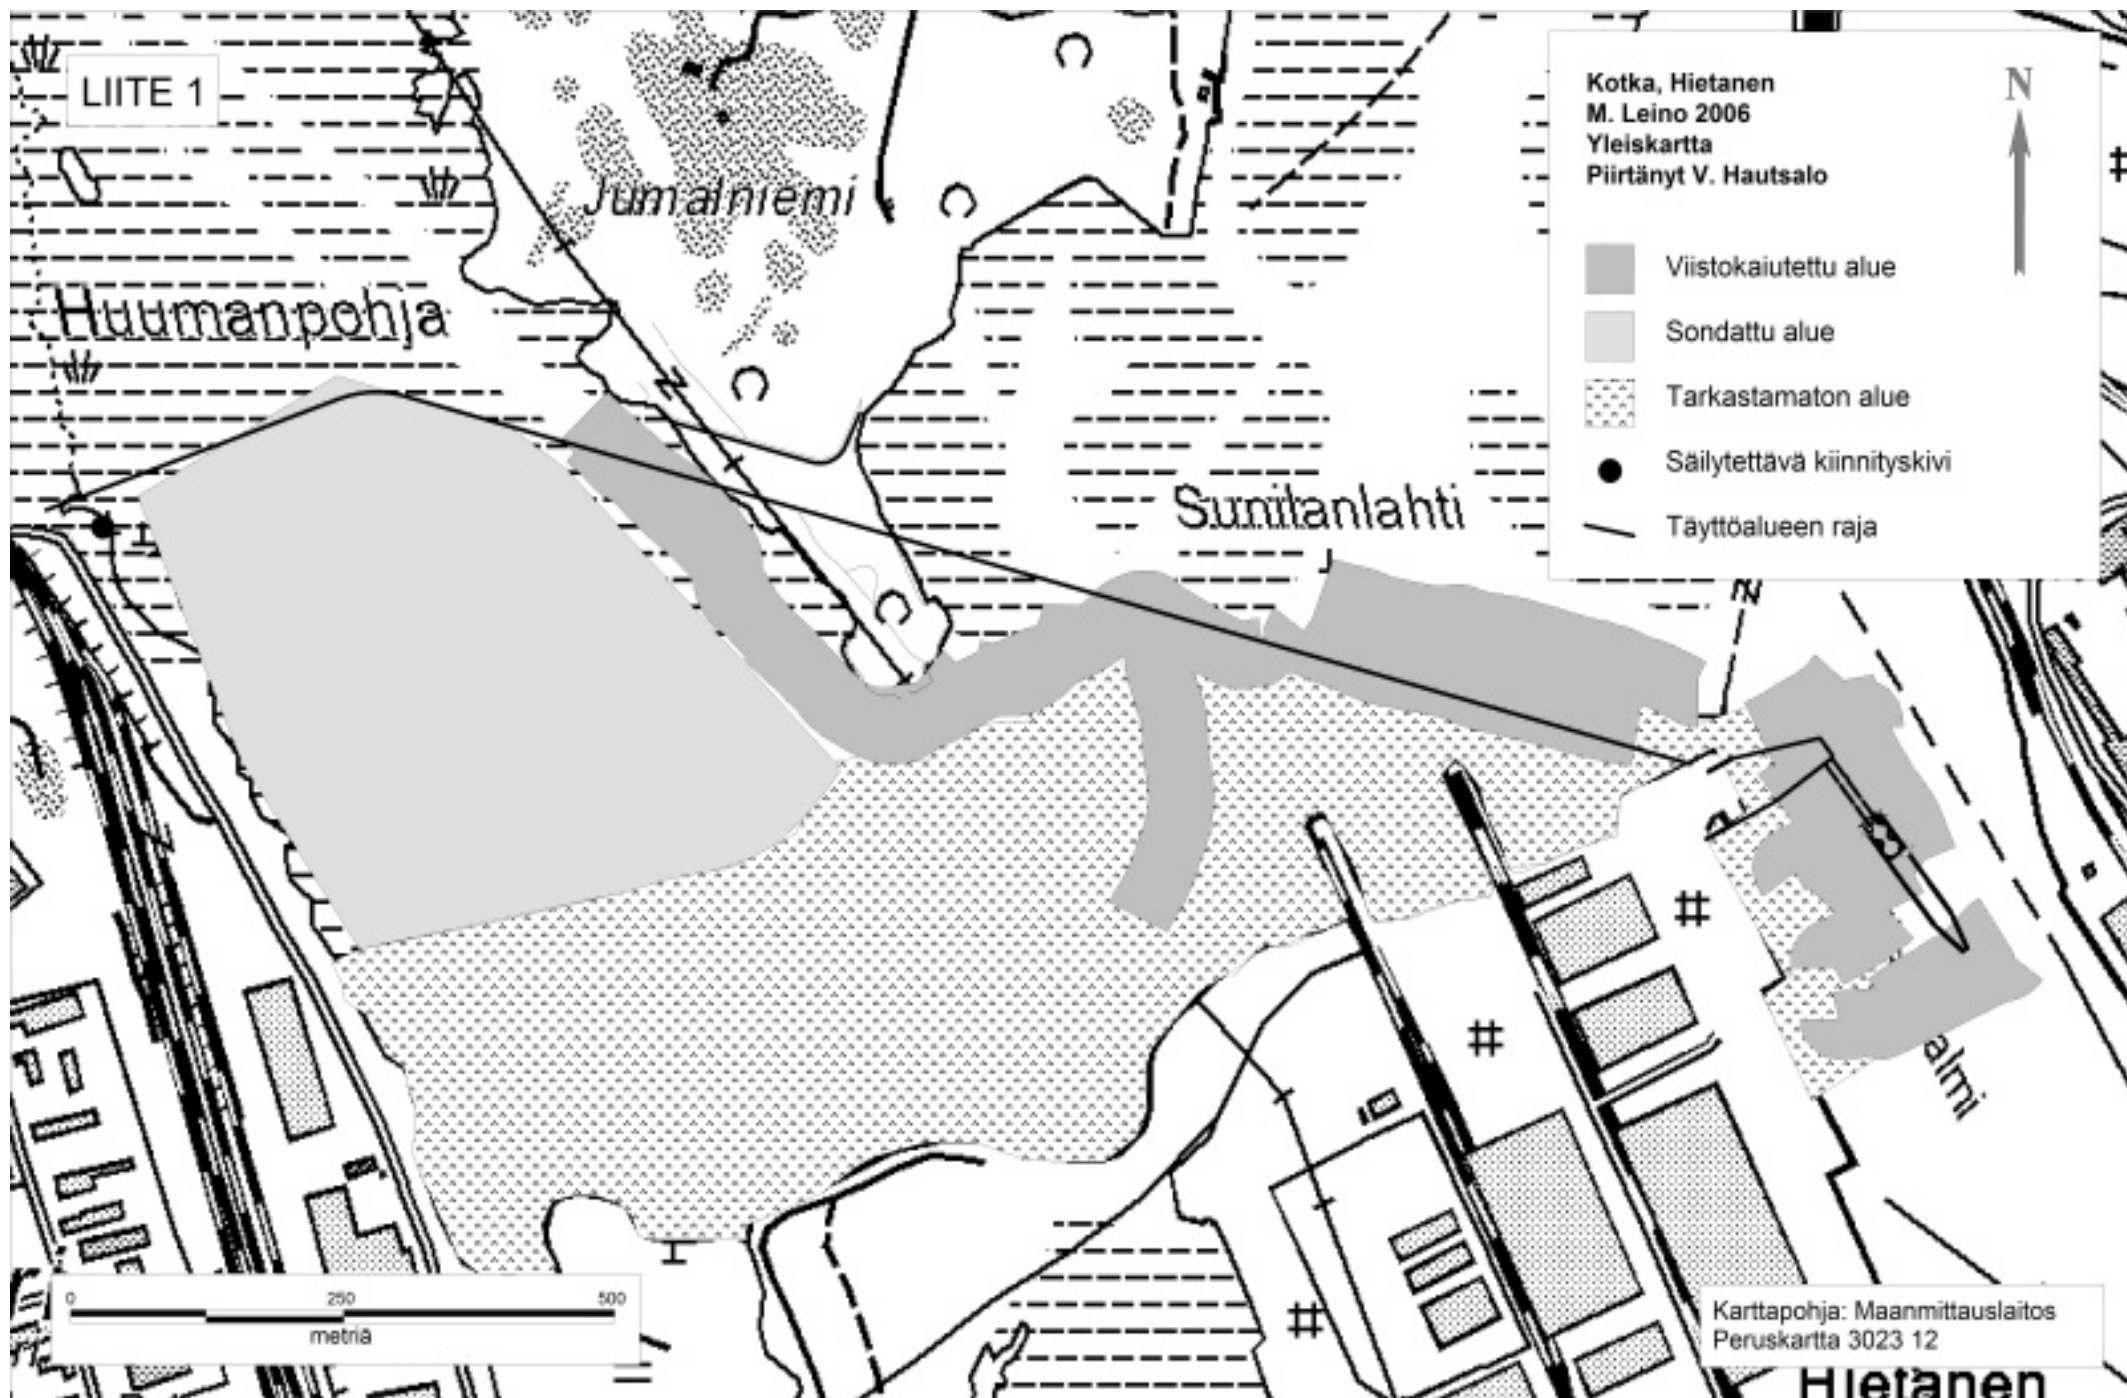 LIITE 1
Kotka, Hietanen
M. Leino 2006
Yleiskartta
Piirtänyt V. Hautsalo
N
Viistokaiutettu alue
Sondattu alue
Tarkastamaton alue
Säilytettävä kiinnityskivi
Täyttöalueen raja
Jumalniemi
Huumanpohja
Sunilanlahti
almi
0 250 500
metriä
Karttapohja: Maanmittauslaitos
Peruskartta 3023 12
Hietanen